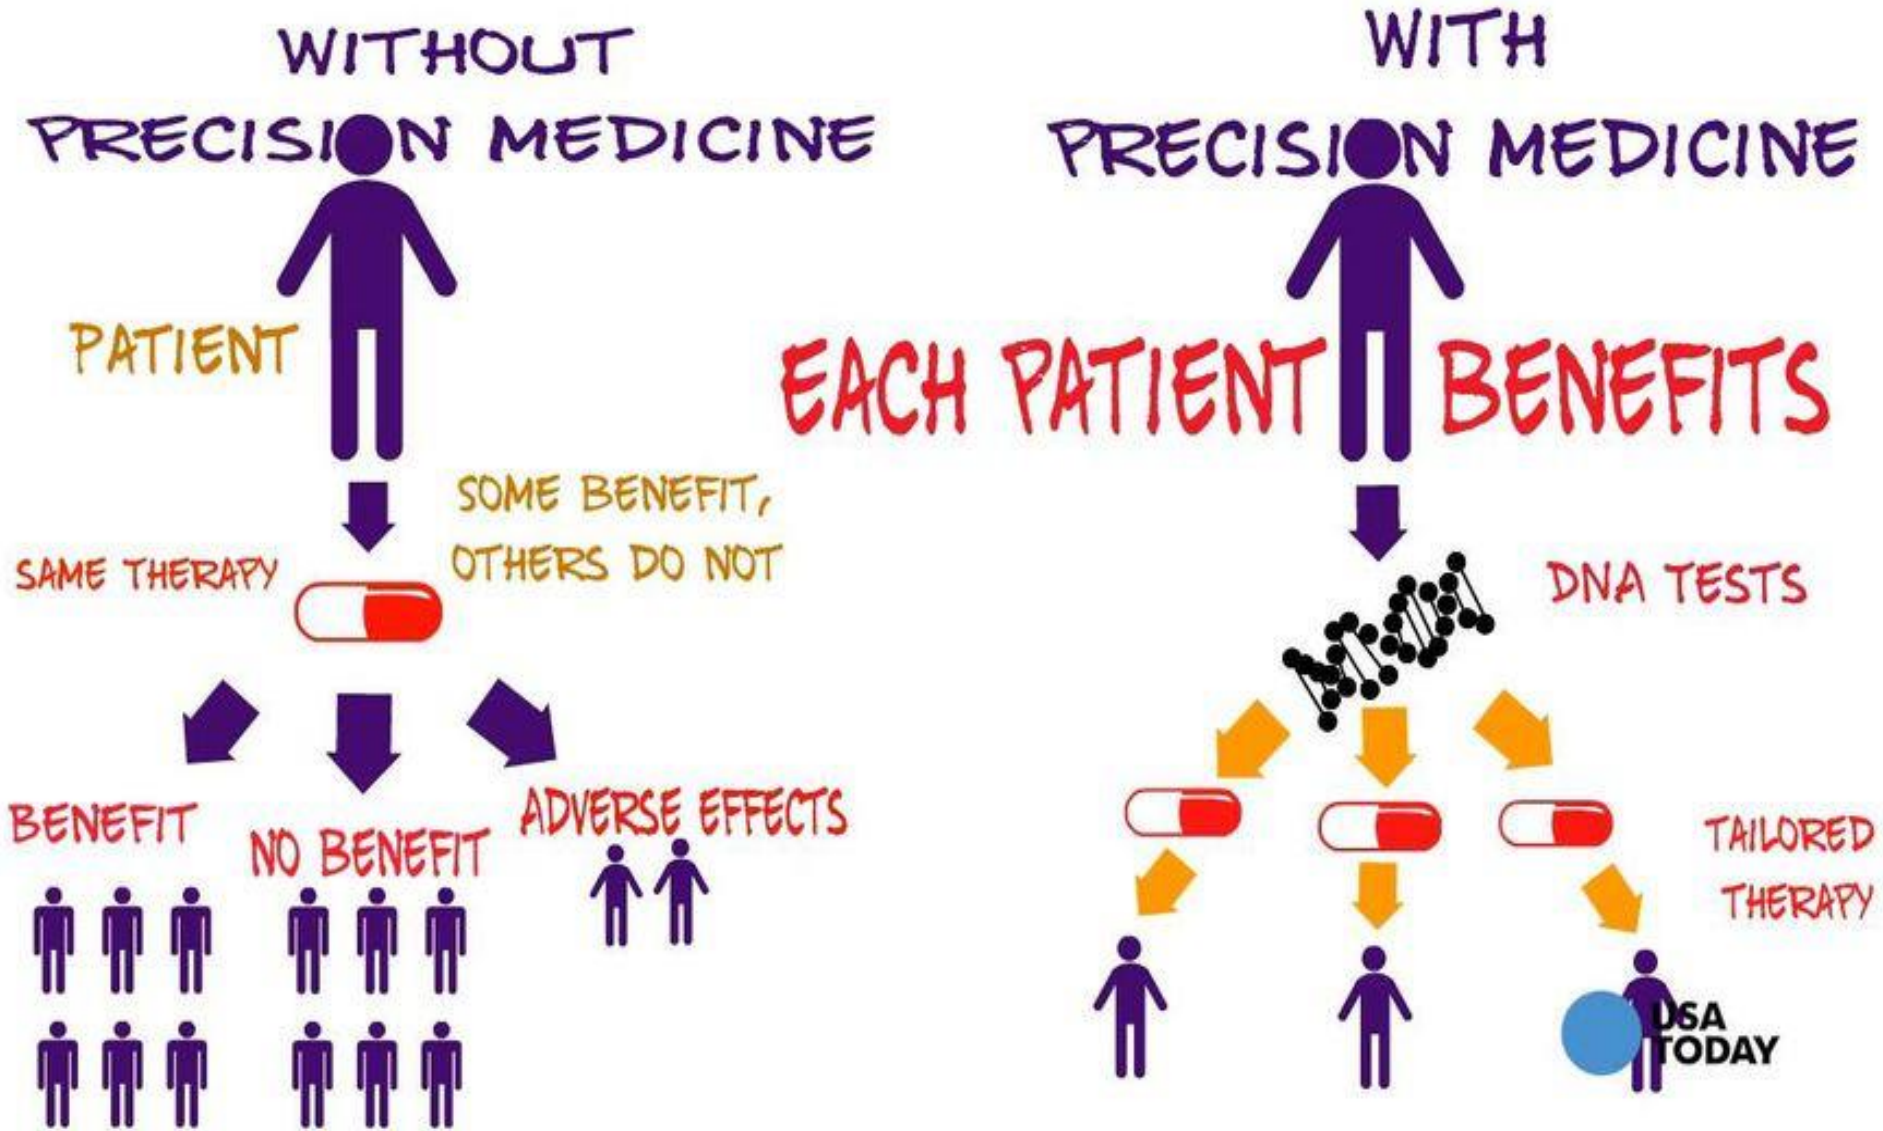 WITHOUT
PRECISION MEDICINE
PATIENT
SOME BENEFIT,
OTHERS DO NOT
SAME THERAPY
BENEFIT
NO BENEFIT
ADVERSE EFFECTS
WITH
PRECISION MEDICINE
EACH PATIENT BENEFITS
DNA TESTS
TAILORED
THERAPY
USA
TODAY